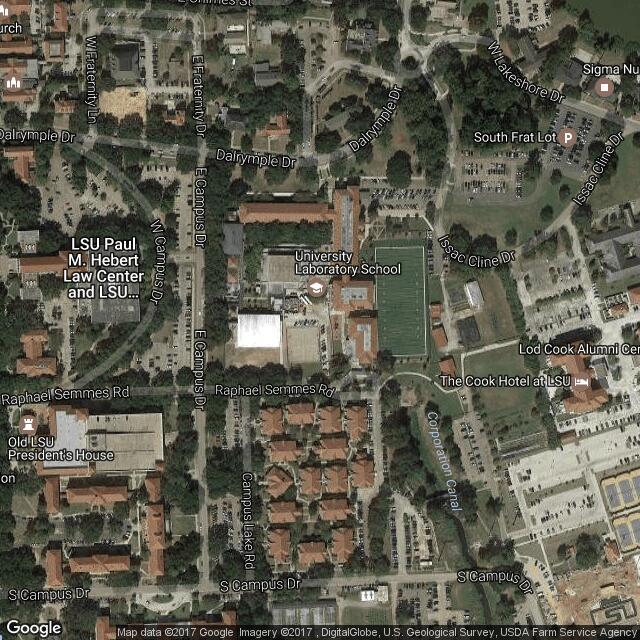 E Chimes St
W Fraternity Ln
E Fraternity Dr
W Lakeshore Dr
Sigma Nu
urch
Dalrymple Dr
South Frat Lot
P
Issac Cline Dr
Dalrymple Dr
Dalrymple Dr
E Campus Dr
W Campus Dr
LSU Paul
M. Hebert
Law Center
and LSU...
University
Laboratory School
Issac Cline Dr
Lod Cook Alumni Cen
E Campus Dr
The Cook Hotel at LSU
Raphael Semmes Rd
Raphael Semmes Rd
Old LSU
President's House
Corporation Canal
on
Campus Lake Rd
S Campus Dr
S Campus Dr
S Campus Dr
Google
Map data ©2017 Google Imagery ©2017 , DigitalGlobe, U.S. Geological Survey, USDA Farm Service Agency